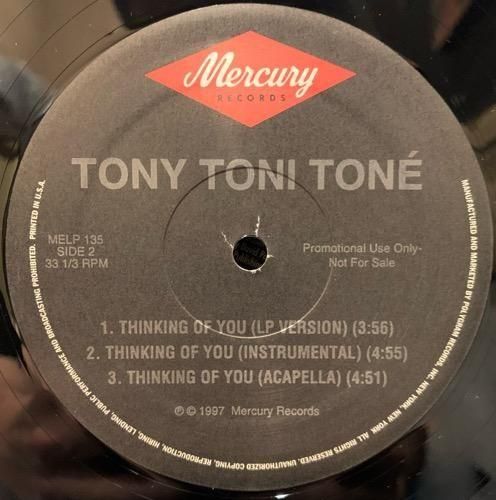 Mercury
RECORDS
TONY TONI TONÉ
MELP 135
SIDE 2
33 1/3 RPM
Promotional Use Only-
Not For Sale
1. THINKING OF YOU (LP VERSION) (3:56)
2. THINKING OF YOU (INSTRUMENTAL) (4:55)
3. THINKING OF YOU (ACAPELLA) (4:51)
℗ © 1997 Mercury Records
MANUFACTURED AND MARKETED BY POLYGRAM RECORDS, INC. NEW YORK, NEW YORK. ALL RIGHTS RESERVED. UNAUTHORIZED COPYING, REPRODUCTION, HIRING, LENDING, PUBLIC PERFORMANCE AND BROADCASTING PROHIBITED. PRINTED IN U.S.A.